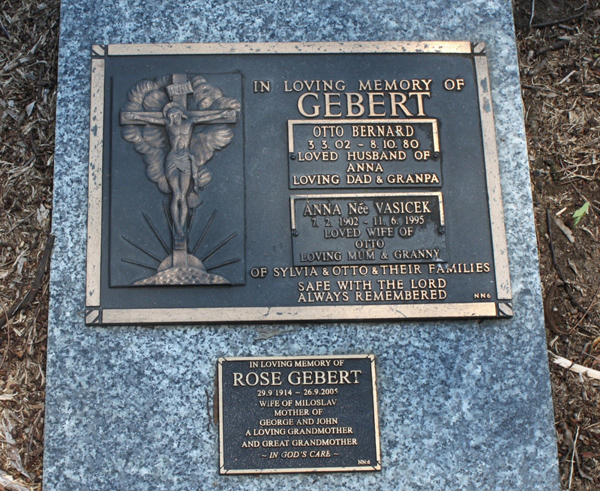 INRI
IN LOVING MEMORY OF
GEBERT
OTTO BERNARD
3.3.02 - 8.10.80
LOVED HUSBAND OF
ANNA
LOVING DAD & GRANPA
ANNA Née VASICEK
7.2.1902 - 11.6.1995
LOVED WIFE OF
OTTO
LOVING MUM & GRANNY
OF SYLVIA & OTTO & THEIR FAMILIES
SAFE WITH THE LORD
ALWAYS REMEMBERED
NN6
IN LOVING MEMORY OF
ROSE GEBERT
29.9.1914 – 26.9.2005
WIFE OF MILOSLAV
MOTHER OF
GEORGE AND JOHN
A LOVING GRANDMOTHER
AND GREAT GRANDMOTHER
~ IN GOD'S CARE ~
NN6